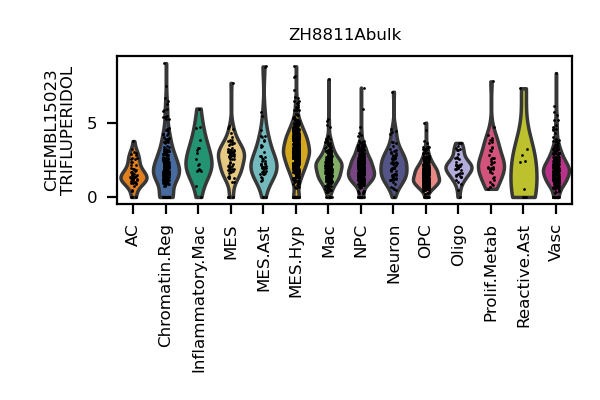 ZH8811Abulk
CHEMBL15023
TRIFLUPERIDOL
5
0
AC
Chromatin.Reg
Inflammatory.Mac
MES
MES.Ast
MES.Hyp
Mac
NPC
Neuron
OPC
Oligo
Prolif.Metab
Reactive.Ast
Vasc